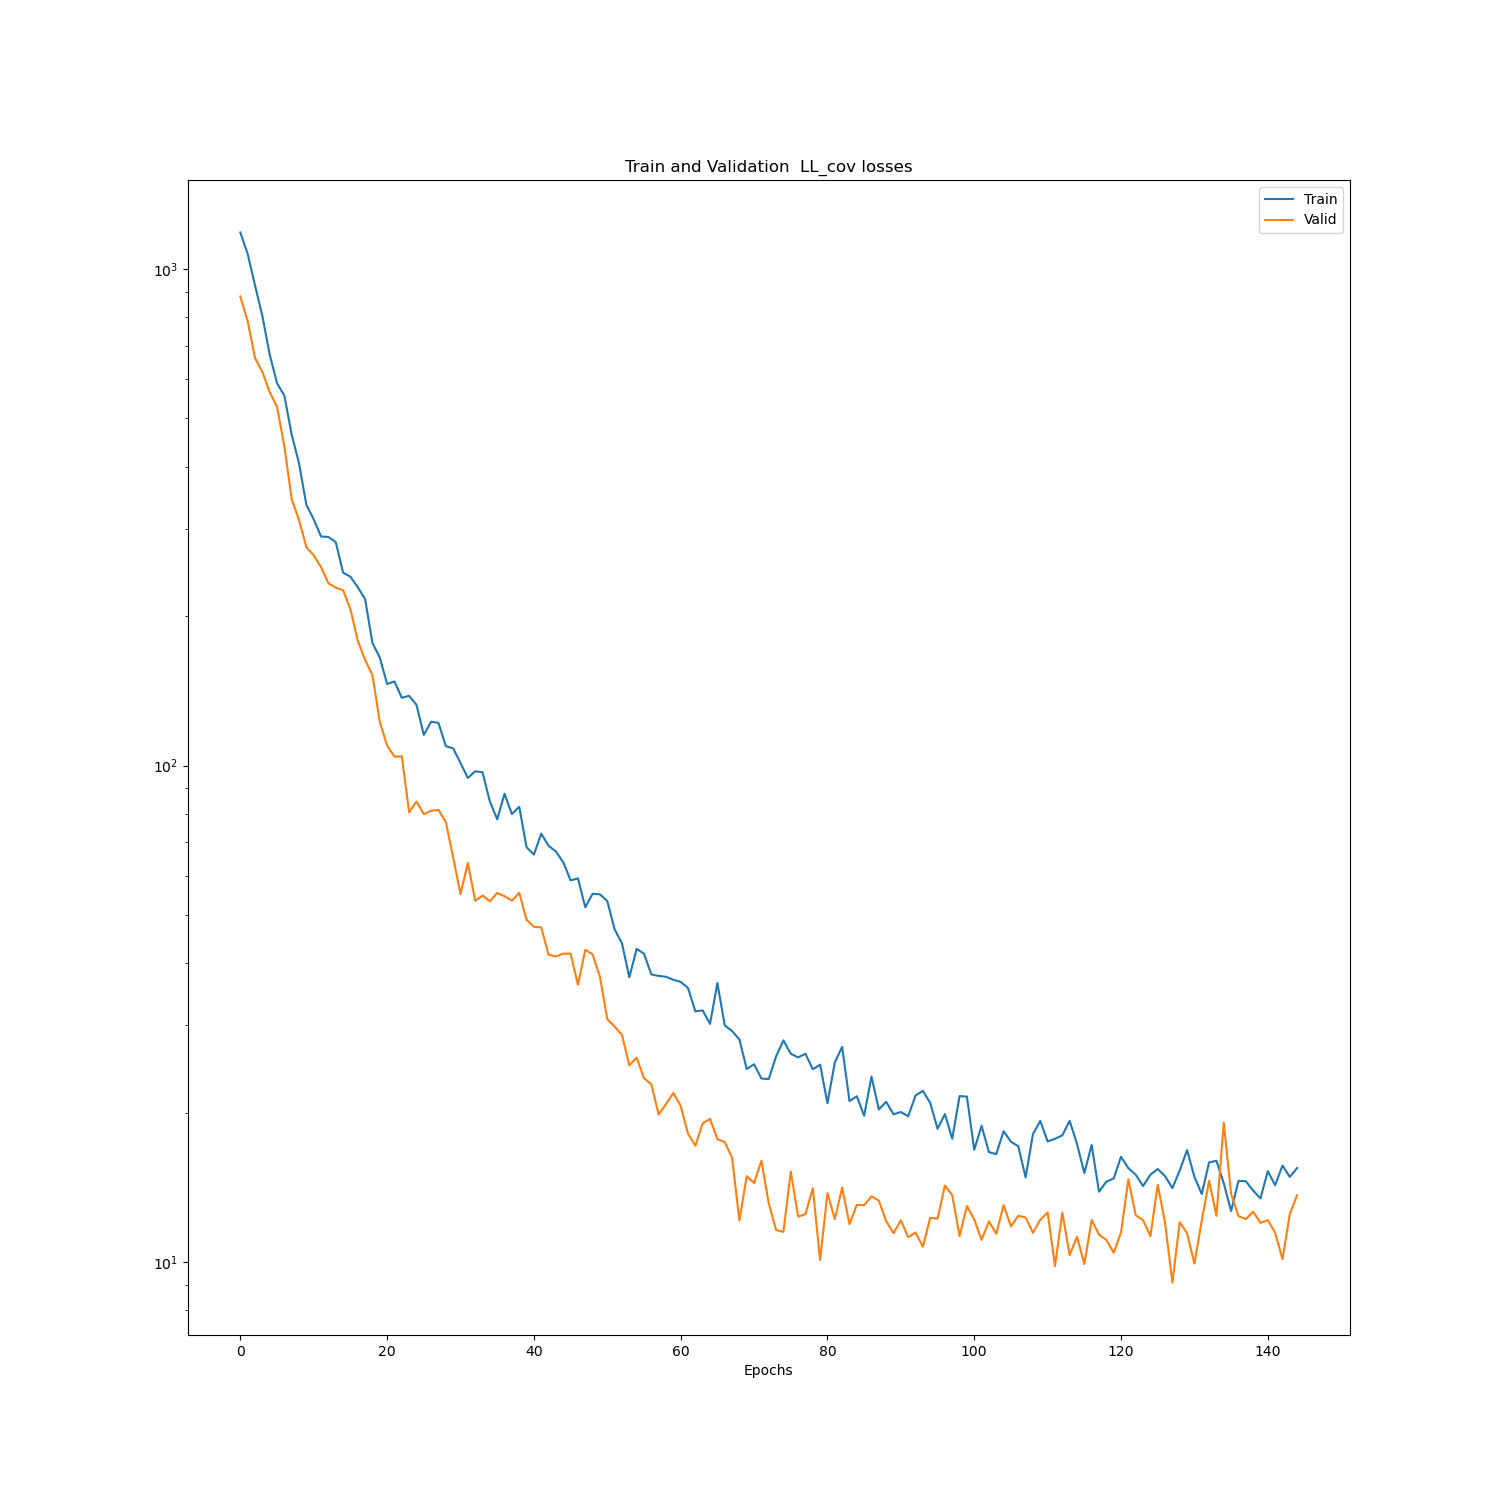 Train and Validation  LL_cov losses
Train
Valid
10³
10²
10¹
0 20 40 60 80 100 120 140
Epochs